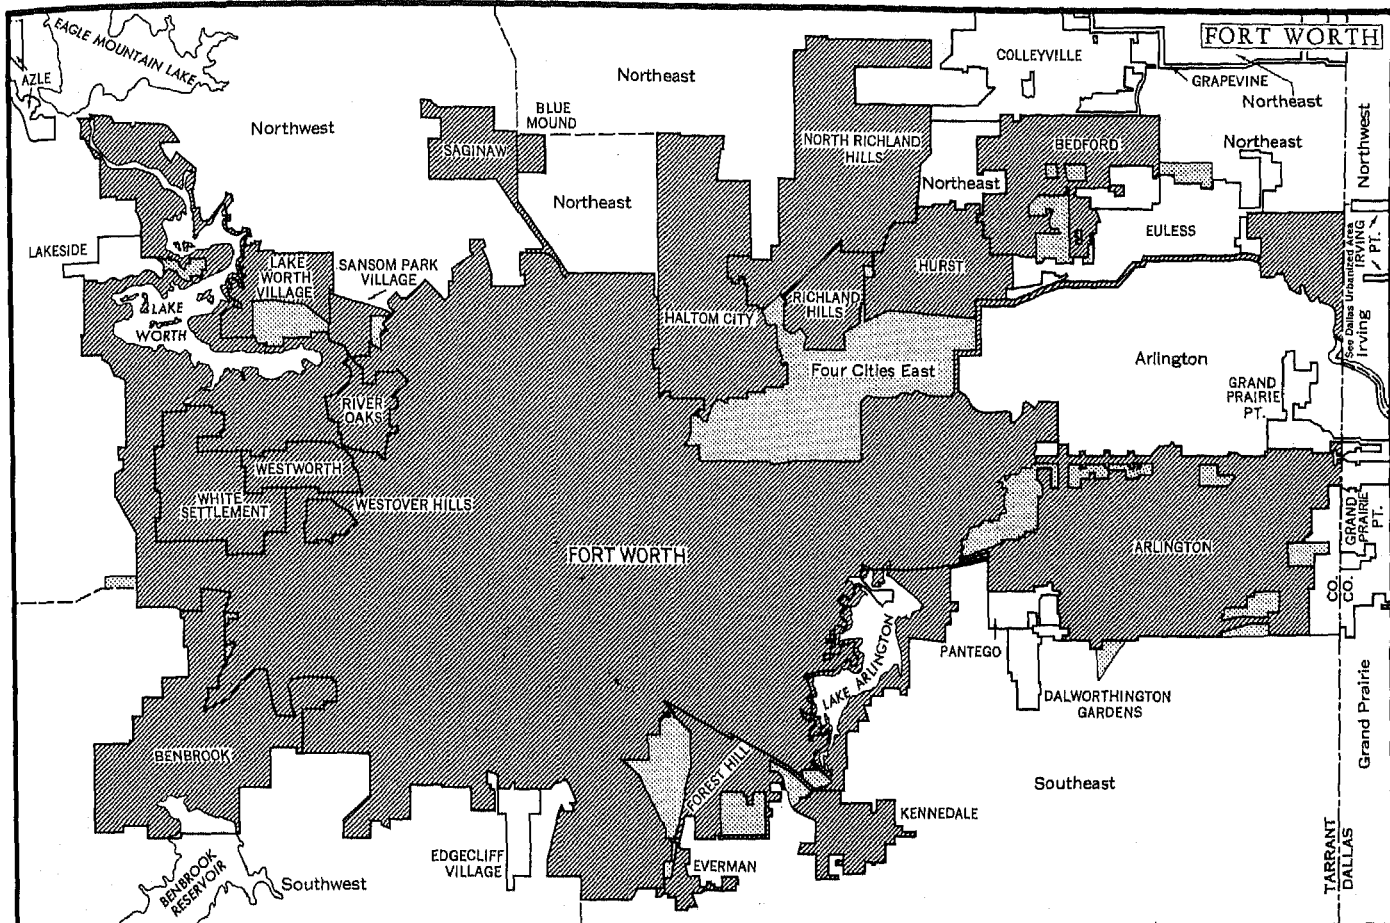 FORT WORTH
EAGLE MOUNTAIN LAKE
AZLE
COLLEYVILLE
GRAPEVINE
Northeast
Northeast
Northwest
BLUE
MOUND
SAGINAW
NORTH RICHLAND
HILLS
BEDFORD
Northeast
Northwest
Northeast
Northeast
LAKESIDE
LAKE
WORTH
VILLAGE
SANSOM PARK
VILLAGE
EULESS
See Dallas Urbanized Area
IRVING
PT.
Irving
HURST
LAKE
WORTH
HALTOM CITY
RICHLAND
HILLS
Four Cities East
Arlington
GRAND
PRAIRIE
PT.
RIVER
OAKS
WESTWORTH
WHITE
SETTLEMENT
WESTOVER HILLS
FORT WORTH
ARLINGTON
GRAND
PRAIRIE
PT.
CO.
CO.
LAKE ARLINGTON
PANTEGO
DALWORTHINGTON
GARDENS
Grand Prairie
BENBROOK
FOREST HILL
Southeast
KENNEDALE
EDGECLIFF
VILLAGE
EVERMAN
BENBROOK
RESERVOIR
Southwest
TARRANT
DALLAS